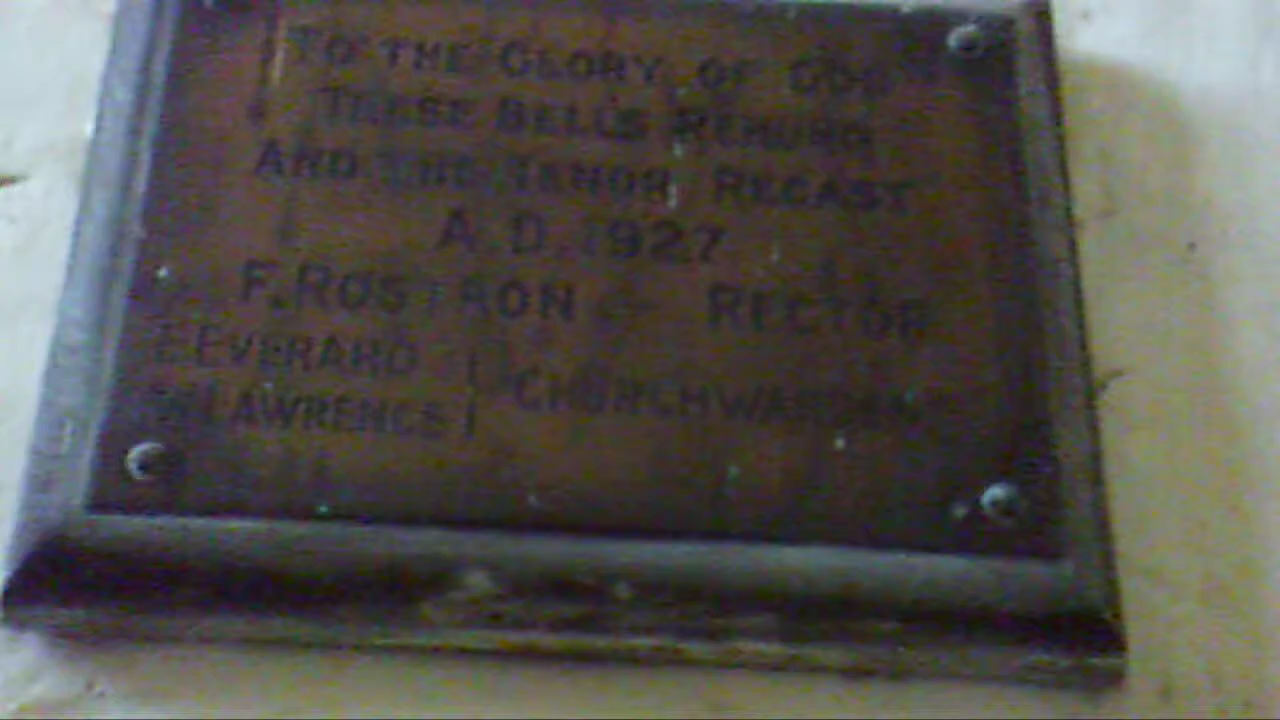 TO THE GLORY OF GOD
THESE BELLS REHUNG
AND THE TENOR RECAST
A.D. 1927
F. ROSTRON RECTOR
E EVERARD
W LAWRENCE
CHURCHWARDENS